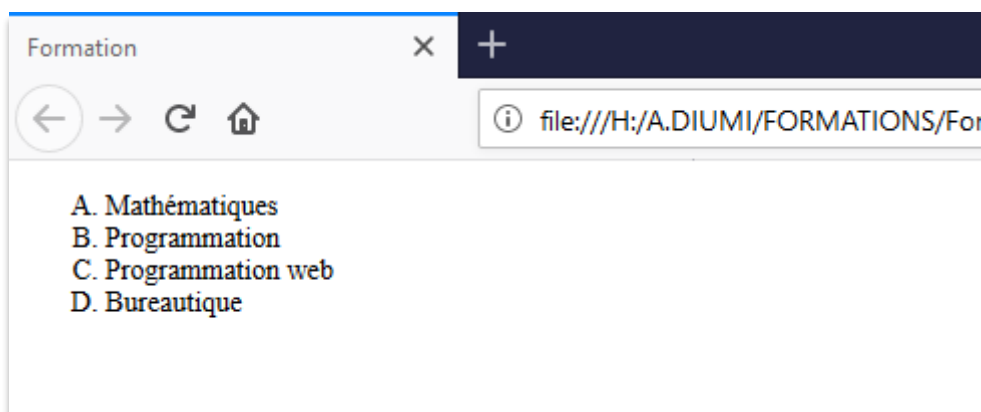 Formation
file:///H:/A.DIUMI/FORMATIONS/For
A. Mathématiques
B. Programmation
C. Programmation web
D. Bureautique